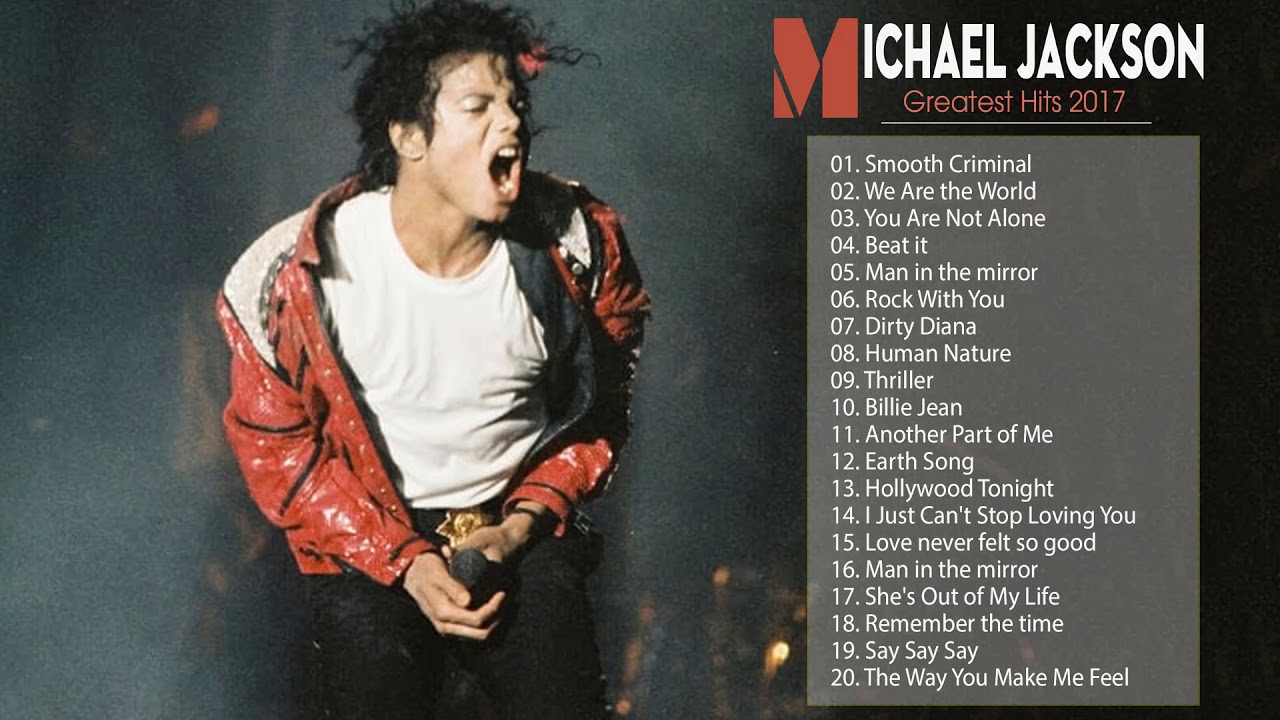 MICHAEL JACKSON
Greatest Hits 2017
01. Smooth Criminal
02. We Are the World
03. You Are Not Alone
04. Beat it
05. Man in the mirror
06. Rock With You
07. Dirty Diana
08. Human Nature
09. Thriller
10. Billie Jean
11. Another Part of Me
12. Earth Song
13. Hollywood Tonight
14. I Just Can't Stop Loving You
15. Love never felt so good
16. Man in the mirror
17. She's Out of My Life
18. Remember the time
19. Say Say Say
20. The Way You Make Me Feel